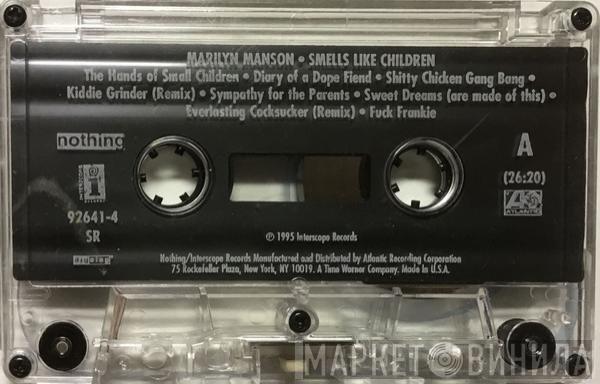 MARILYN MANSON • SMELLS LIKE CHILDREN
The Hands of Small Children • Diary of a Dope Fiend • Shitty Chicken Gang Bang •
Kiddie Grinder (Remix) • Sympathy for the Parents • Sweet Dreams (are made of this) •
Everlasting Cocksucker (Remix) • Fuck Frankie
nothing
A
INTERSCOPE
RECORDS
(26:20)
92641-4
SR
ATLANTIC
℗ 1995 Interscope Records
Nothing/Interscope Records Manufactured and Distributed by Atlantic Recording Corporation
75 Rockefeller Plaza, New York, NY 10019. A Time Warner Company. Made in U.S.A.
МАРКЕТ ВИНИЛА